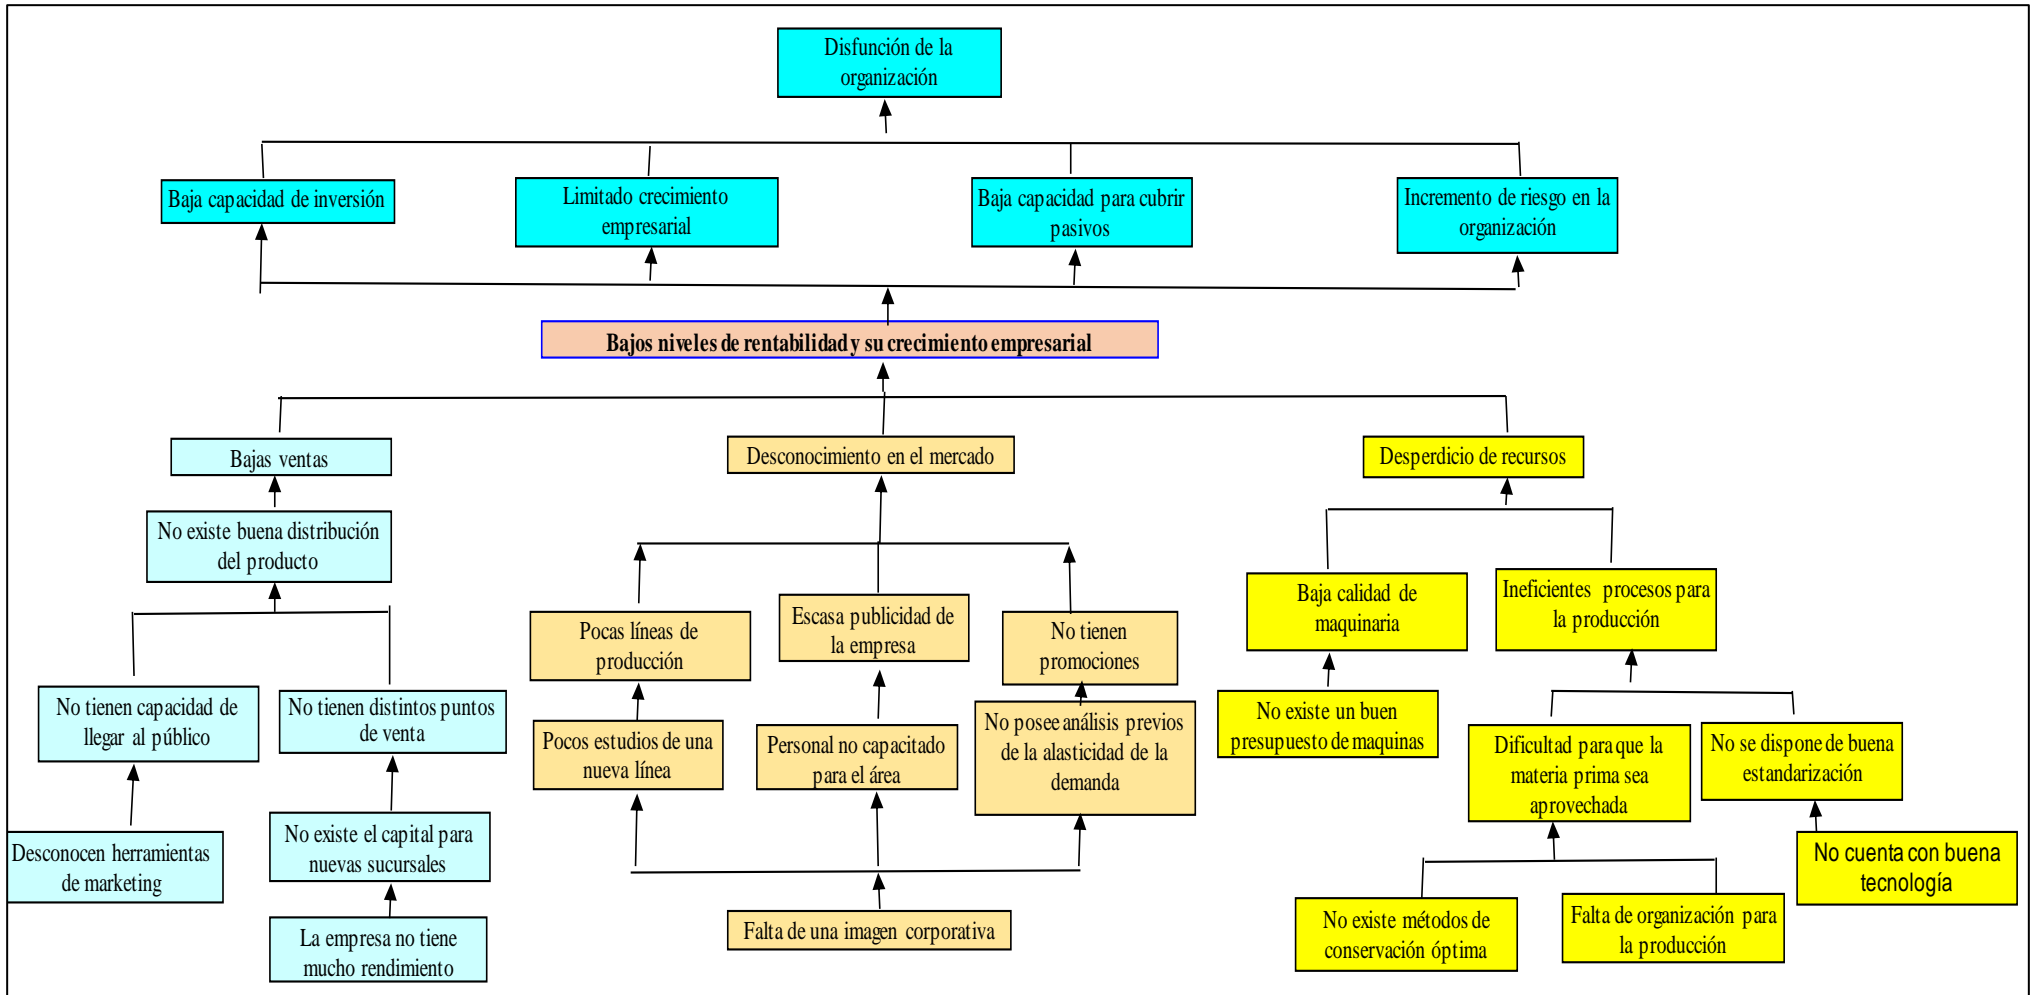 Disfunción de la
organización
Baja capacidad de inversión
Limitado crecimiento
empresarial
Baja capacidad para cubrir
pasivos
Incremento de riesgo en la
organización
Bajos niveles de rentabilidad y su crecimiento empresarial
Bajas ventas
Desconocimiento en el mercado
Desperdicio de recursos
No existe buena distribución
del producto
Pocas líneas de
producción
Escasa publicidad de
la empresa
No tienen
promociones
Baja calidad de
maquinaria
Ineficientes procesos para
la producción
No tienen capacidad de
llegar al público
No tienen distintos puntos
de venta
Pocos estudios de una
nueva línea
Personal no capacitado
para el área
No posee análisis previos
de la alasticidad de la
demanda
No existe un buen
presupuesto de maquinas
Dificultad para que la
materia prima sea
aprovechada
No se dispone de buena
estandarización
Desconocen herramientas
de marketing
No existe el capital para
nuevas sucursales
No cuenta con buena
tecnología
La empresa no tiene
mucho rendimiento
Falta de una imagen corporativa
No existe métodos de
conservación óptima
Falta de organización para
la producción